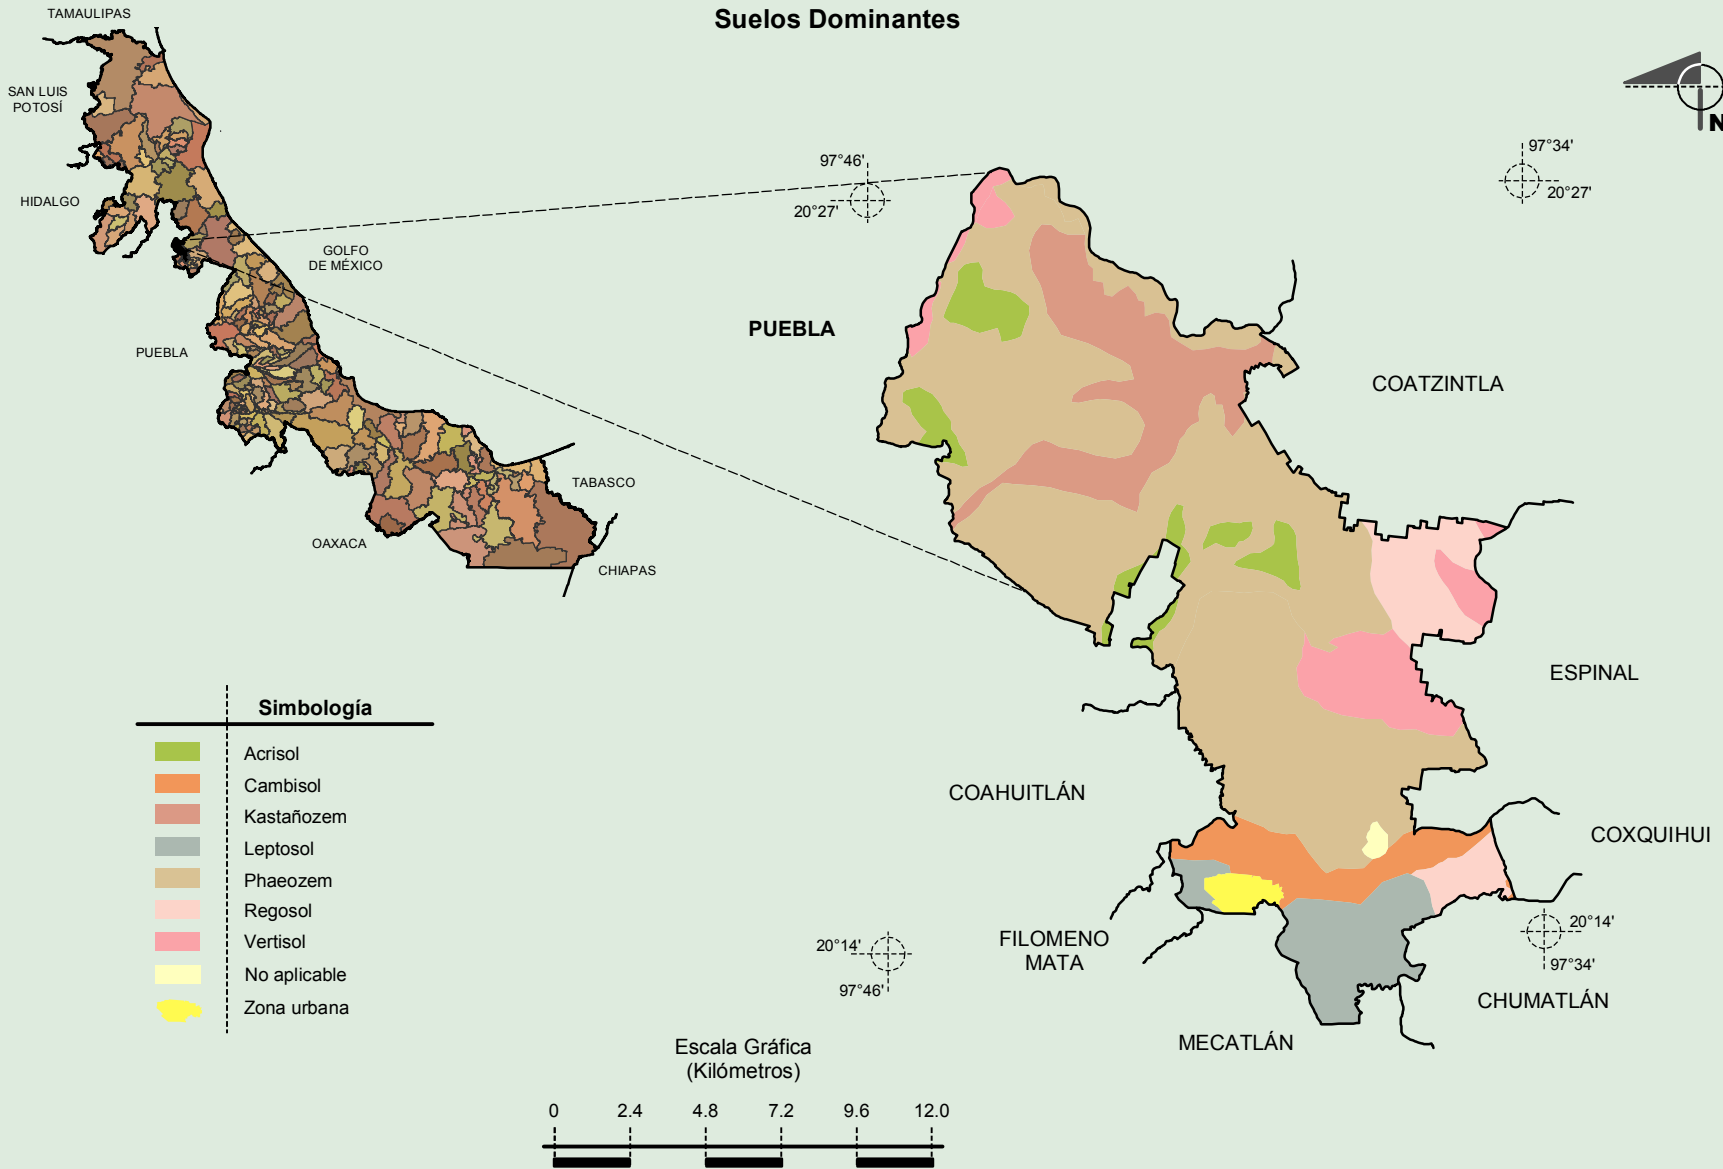 Suelos Dominantes
TAMAULIPAS
SAN LUIS
POTOSÍ
HIDALGO
GOLFO
DE MÉXICO
PUEBLA
OAXACA
TABASCO
CHIAPAS
N
97°46'
20°27'
97°34'
20°27'
PUEBLA
COATZINTLA
ESPINAL
COAHUITLÁN
COXQUIHUI
FILOMENO
MATA
20°14'
97°46'
20°14'
97°34'
CHUMATLÁN
MECATLÁN
Simbología
Acrisol
Cambisol
Kastañozem
Leptosol
Phaeozem
Regosol
Vertisol
No aplicable
Zona urbana
Escala Gráfica
(Kilómetros)
0 2.4 4.8 7.2 9.6 12.0